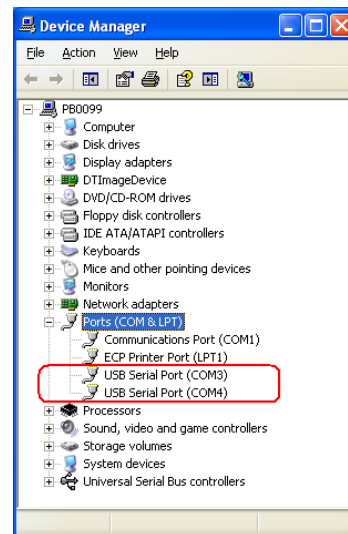 Device Manager
File Action View Help
PB0099
Computer
Disk drives
Display adapters
DTImageDevice
DVD/CD-ROM drives
Floppy disk controllers
IDE ATA/ATAPI controllers
Keyboards
Mice and other pointing devices
Monitors
Network adapters
Ports (COM & LPT)
Communications Port (COM1)
ECP Printer Port (LPT1)
USB Serial Port (COM3)
USB Serial Port (COM4)
Processors
Sound, video and game controllers
Storage volumes
System devices
Universal Serial Bus controllers